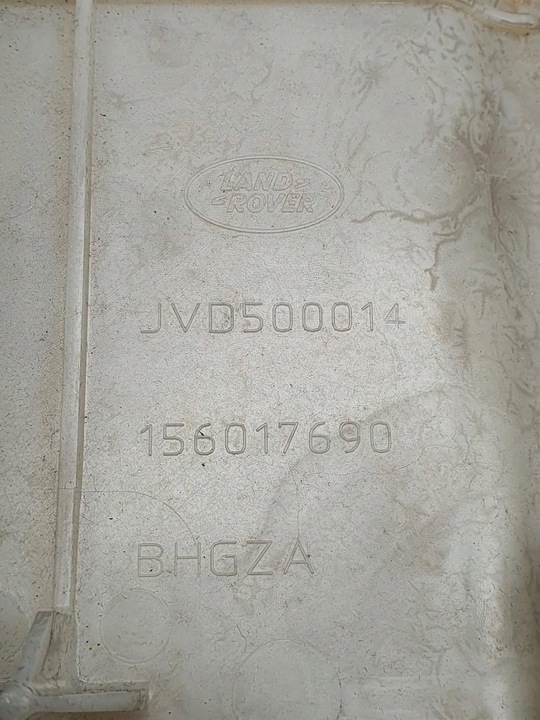 LAND
ROVER
JVD500014
156017690
BHGZA